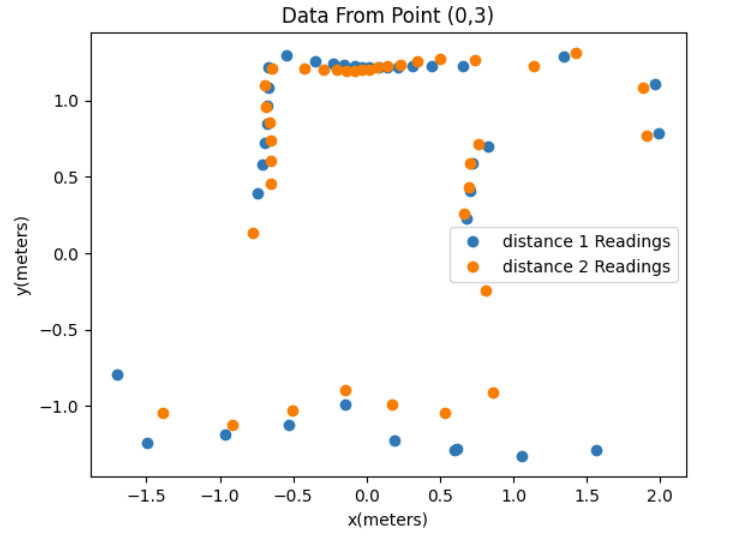 Data From Point (0,3)
1.0
0.5
0.0
−0.5
−1.0
y(meters)
distance 1 Readings
distance 2 Readings
−1.5 −1.0 −0.5 0.0 0.5 1.0 1.5 2.0
x(meters)